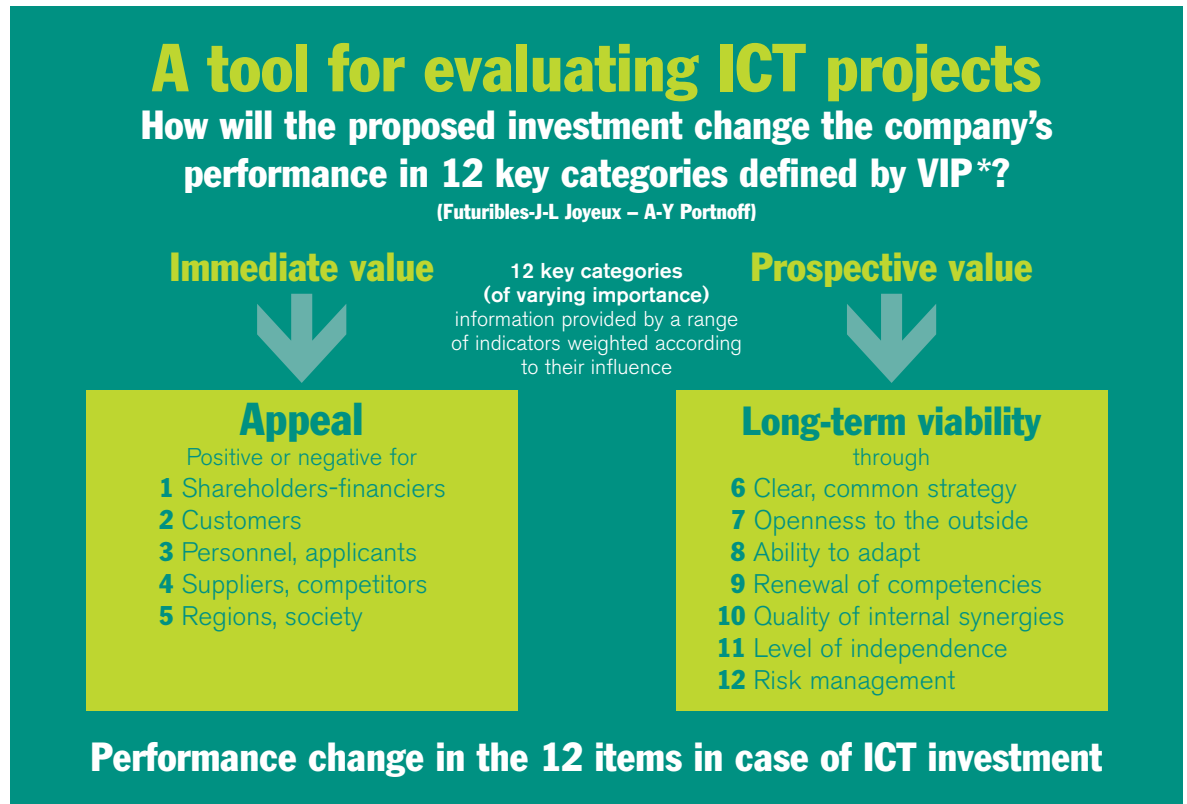 A tool for evaluating ICT projects
How will the proposed investment change the company's
performance in 12 key categories defined by VIP*?
(Futuribles-J-L Joyeux – A-Y Portnoff)
Immediate value
12 key categories
(of varying importance)
information provided by a range
of indicators weighted according
to their influence
Prospective value
Appeal
Positive or negative for
1 Shareholders-financiers
2 Customers
3 Personnel, applicants
4 Suppliers, competitors
5 Regions, society
Long-term viability
through
6 Clear, common strategy
7 Openness to the outside
8 Ability to adapt
9 Renewal of competencies
10 Quality of internal synergies
11 Level of independence
12 Risk management
Performance change in the 12 items in case of ICT investment